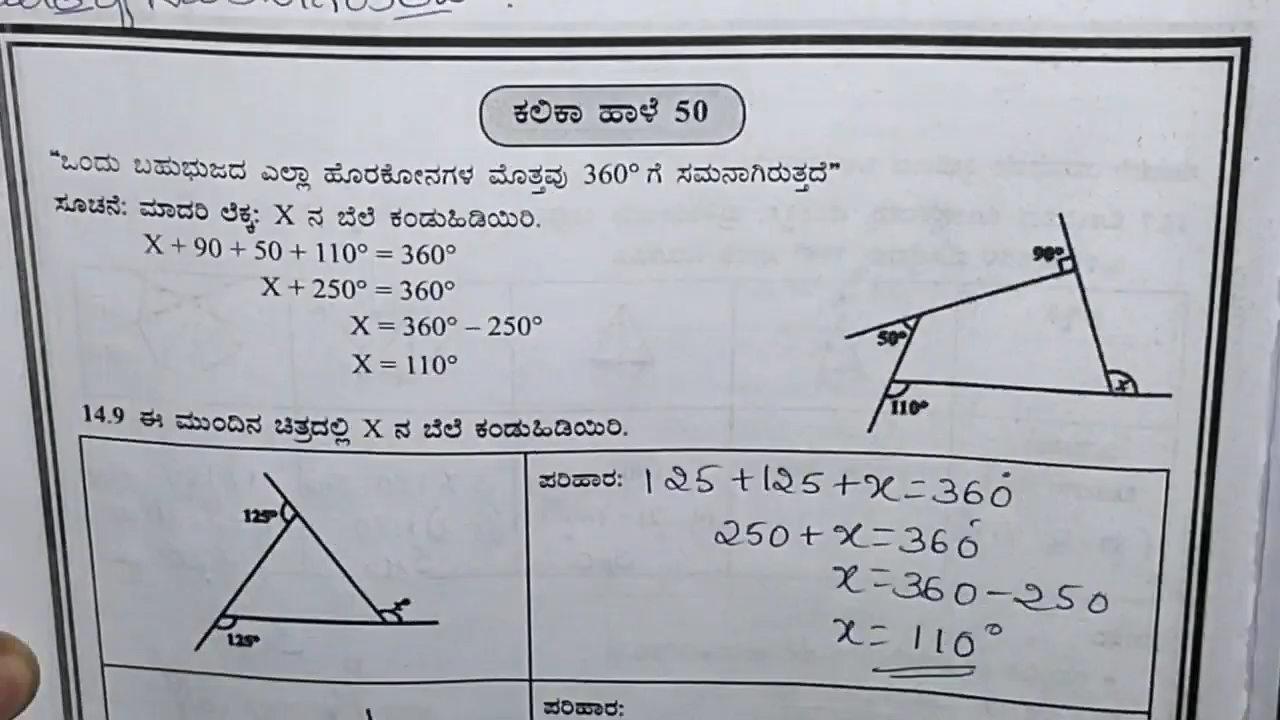 ಕಲಿಕಾ ಹಾಳೆ 50
"ಒಂದು ಬಹುಭುಜದ ಎಲ್ಲಾ ಹೊರಕೋನಗಳ ಮೊತ್ತವು 360° ಗೆ ಸಮನಾಗಿರುತ್ತದೆ"
ಸೂಚನೆ: ಮಾದರಿ ಲೆಕ್ಕ: X ನ ಬೆಲೆ ಕಂಡುಹಿಡಿಯಿರಿ.
X + 90 + 50 + 110° = 360°
X + 250° = 360°
X = 360° – 250°
X = 110°
90°
50°
110°
x
14.9 ಈ ಮುಂದಿನ ಚಿತ್ರದಲ್ಲಿ X ನ ಬೆಲೆ ಕಂಡುಹಿಡಿಯಿರಿ.
125°
125°
x°
ಪರಿಹಾರ: 125 + 125 + x = 360°
250 + x = 360°
x = 360 – 250
x = 110°
ಪರಿಹಾರ: